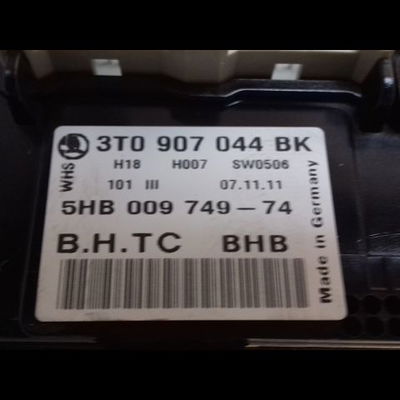 WHS 3T0 907 044 BK
H18 H007 SW0506
101 III 07.11.11
5HB 009 749-74
B.H.TC BHB
Made in Germany